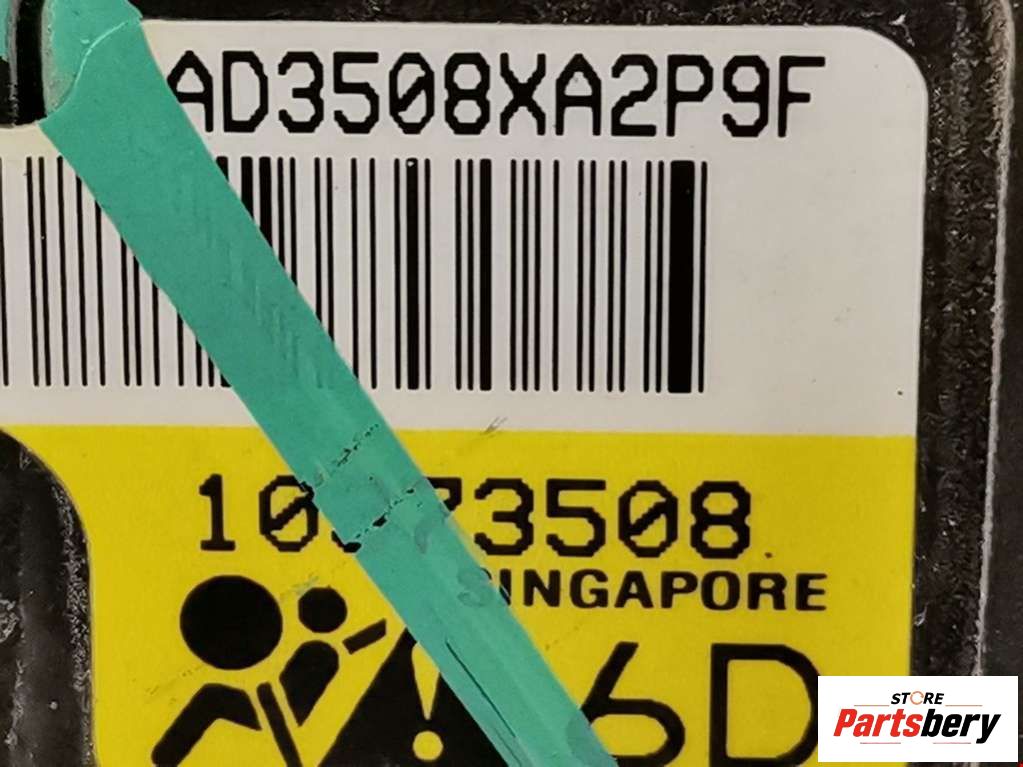 AD3508XA2P9F
SINGAPORE
6D
STORE
Partsbery